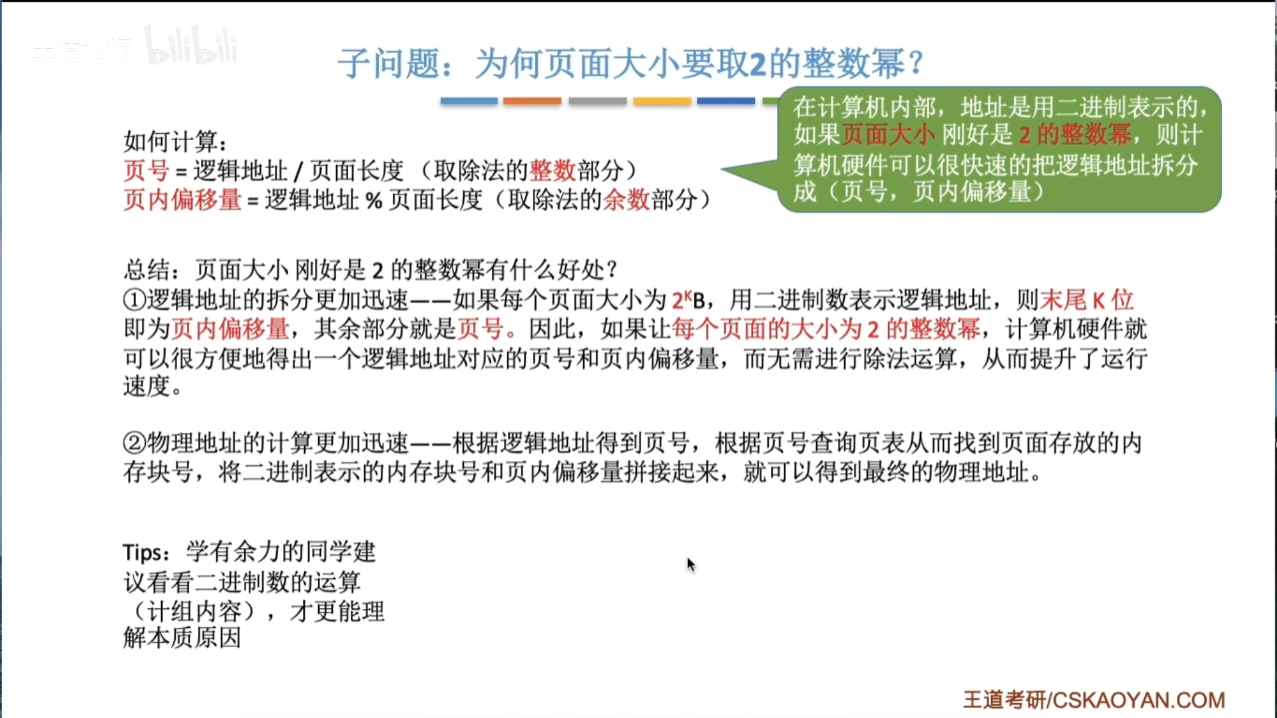 bilibili
子问题：为何页面大小要取2的整数幂？
在计算机内部，地址是用二进制表示的，
如果页面大小 刚好是 2 的整数幂，则计
算机硬件可以很快速的把逻辑地址拆分
成（页号，页内偏移量）
如何计算：
页号 = 逻辑地址 / 页面长度 （取除法的整数部分）
页内偏移量 = 逻辑地址 % 页面长度（取除法的余数部分）
总结：页面大小 刚好是 2 的整数幂有什么好处？
①逻辑地址的拆分更加迅速——如果每个页面大小为 2ᴷB，用二进制数表示逻辑地址，则末尾 K 位
即为页内偏移量，其余部分就是页号。因此，如果让每个页面的大小为 2 的整数幂，计算机硬件就
可以很方便地得出一个逻辑地址对应的页号和页内偏移量，而无需进行除法运算，从而提升了运行
速度。
②物理地址的计算更加迅速——根据逻辑地址得到页号，根据页号查询页表从而找到页面存放的内
存块号，将二进制表示的内存块号和页内偏移量拼接起来，就可以得到最终的物理地址。
Tips：学有余力的同学建
议看看二进制数的运算
（计组内容），才更能理
解本质原因
王道考研/CSKAOYAN.COM